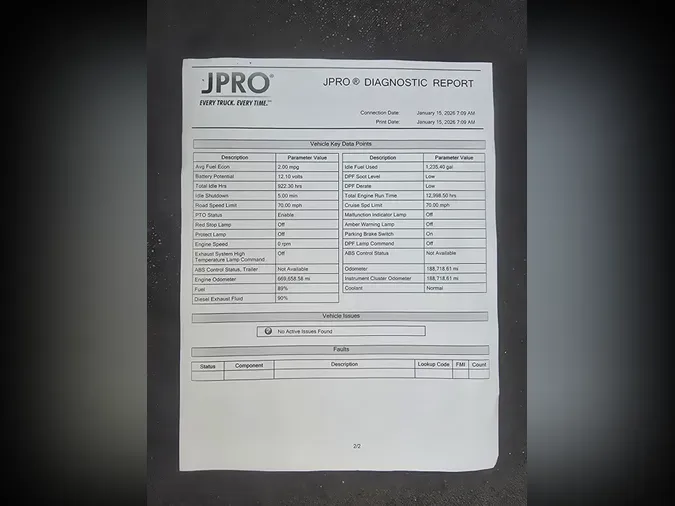 JPRO®
EVERY TRUCK. EVERY TIME.™
JPRO® DIAGNOSTIC REPORT
Connection Date: January 15, 2026 7:09 AM
Print Date: January 15, 2026 7:09 AM
Vehicle Key Data Points
Description Parameter Value Description Parameter Value
Avg Fuel Econ 2.00 mpg Idle Fuel Used 1,235.40 gal
Battery Potential 12.10 volts DPF Soot Level Low
Total Idle Hrs 922.30 hrs DPF Derate Low
Idle Shutdown 5.00 min Total Engine Run Time 12,998.50 hrs
Road Speed Limit 70.00 mph Cruise Spd Limit 70.00 mph
PTO Status Enable Malfunction Indicator Lamp Off
Red Stop Lamp Off Amber Warning Lamp Off
Protect Lamp Off Parking Brake Switch On
Engine Speed 0 rpm DPF Lamp Command Off
Exhaust System High Off ABS Control Status Not Available
Temperature Lamp Command
ABS Control Status, Trailer Not Available Odometer 188,718.61 mi
Engine Odometer 669,658.58 mi Instrument Cluster Odometer 188,718.61 mi
Fuel 89% Coolant Normal
Diesel Exhaust Fluid 90%
Vehicle Issues
No Active Issues Found
Faults
Status Component Description Lookup Code FMI Count
2/2